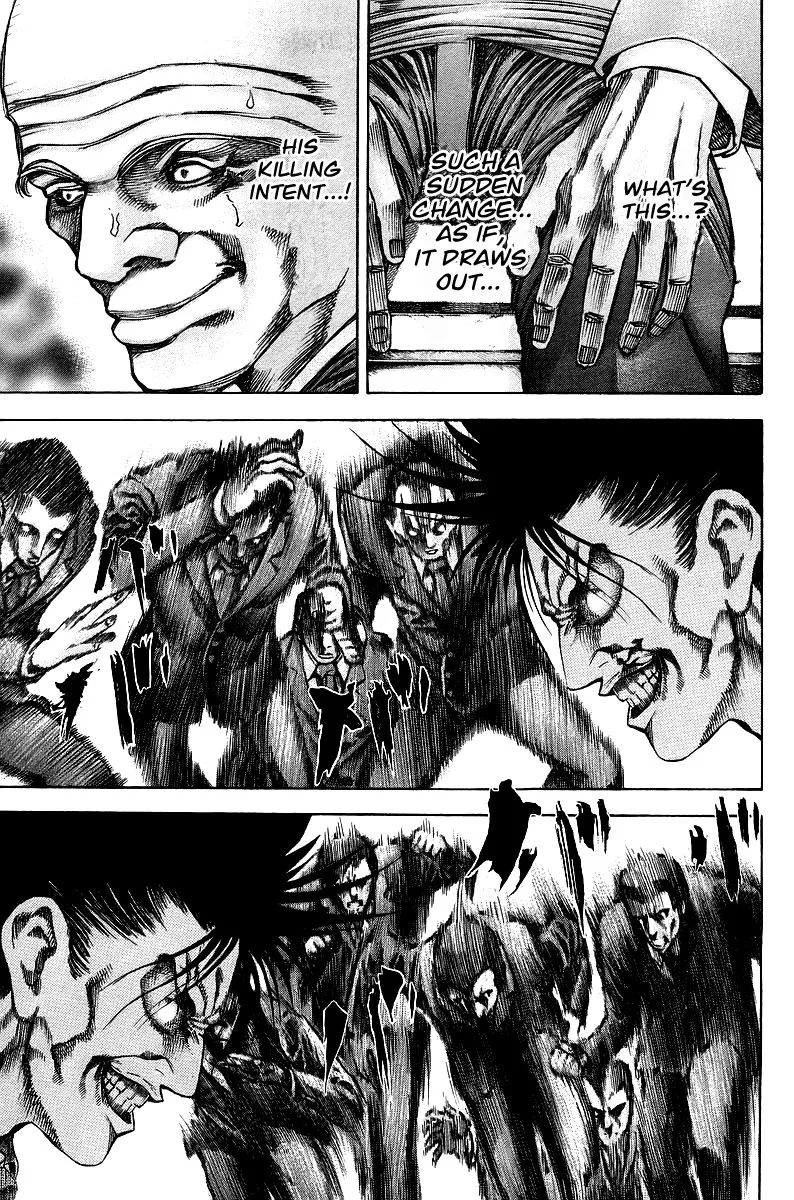 WHAT'S
THIS...?
SUCH A
SUDDEN
CHANGE...
AS IF,
IT DRAWS
OUT...
HIS
KILLING
INTENT...!